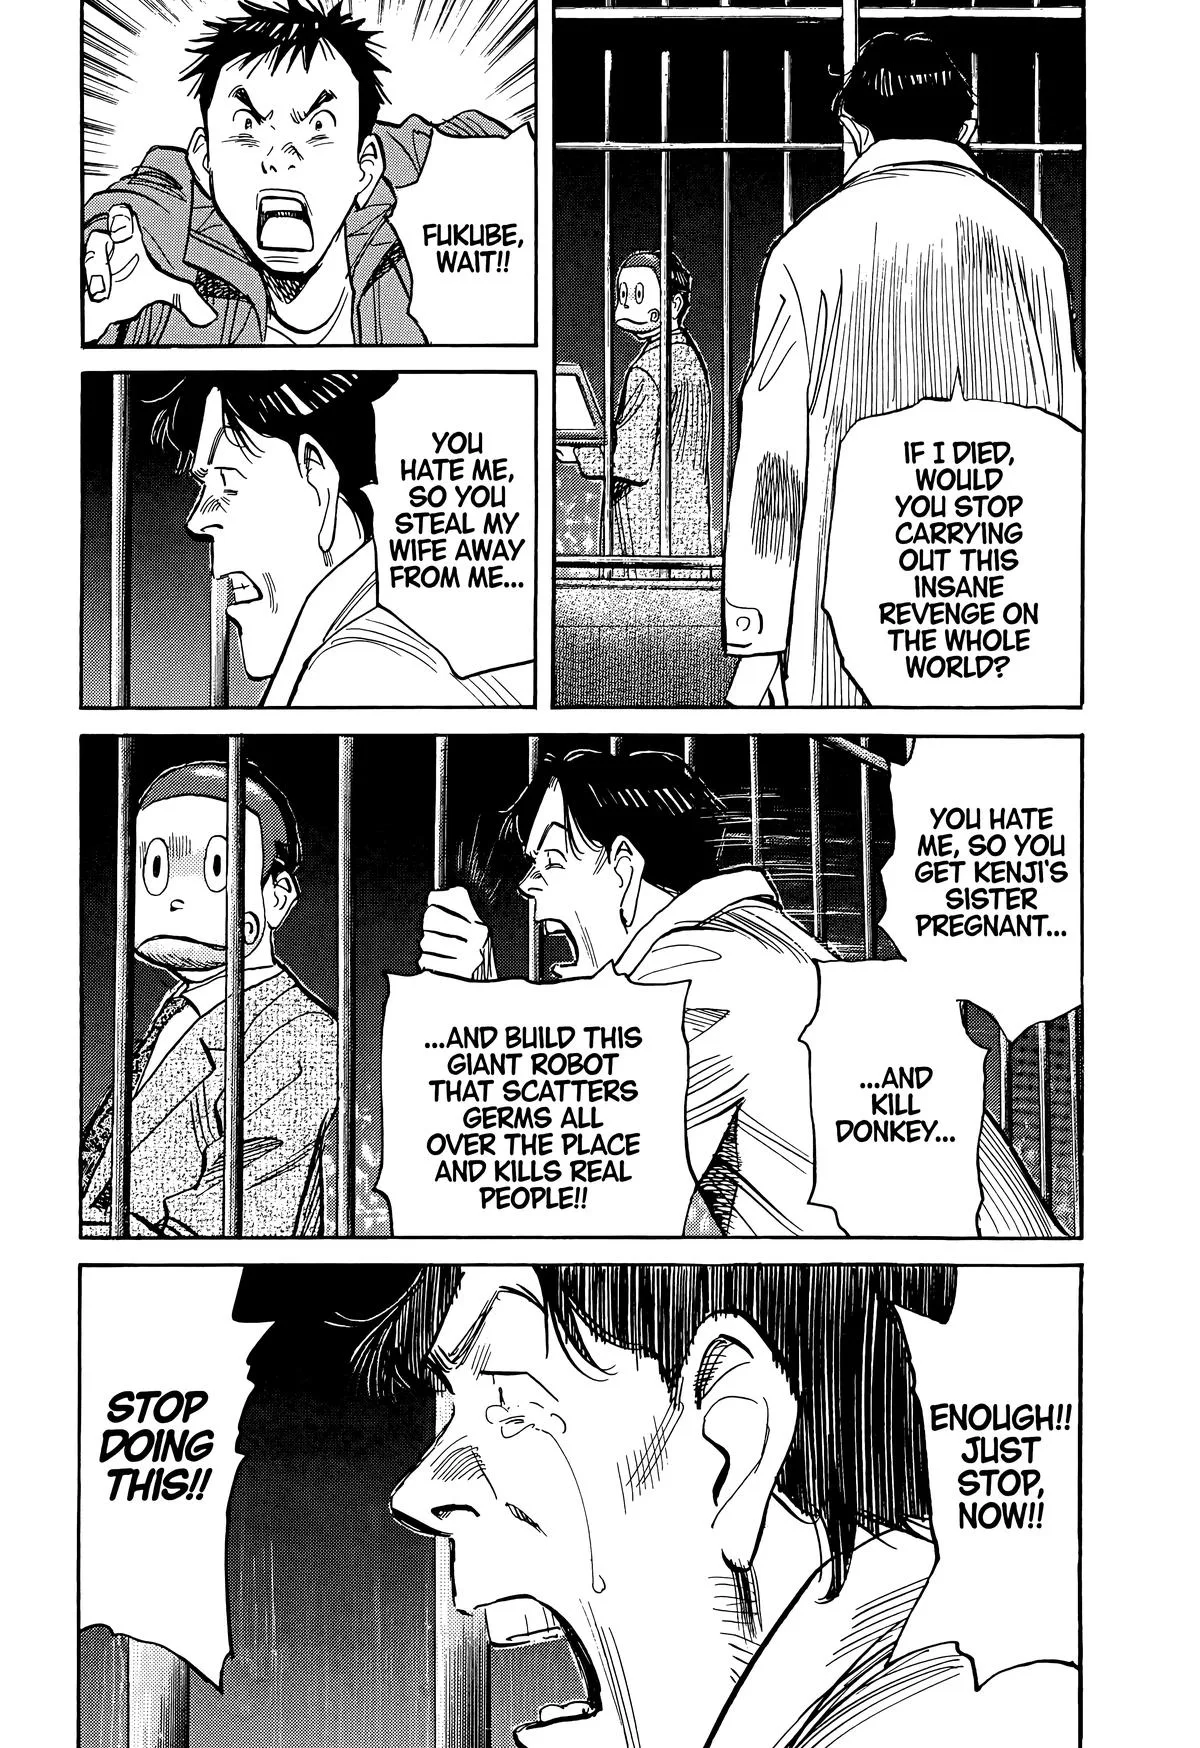 IF I DIED,
WOULD
YOU STOP
CARRYING
OUT THIS
INSANE
REVENGE ON
THE WHOLE
WORLD?
FUKUBE,
WAIT!!
YOU
HATE ME,
SO YOU
STEAL MY
WIFE AWAY
FROM ME...
YOU HATE
ME, SO YOU
GET KENJI'S
SISTER
PREGNANT...
...AND
KILL
DONKEY...
...AND BUILD THIS
GIANT ROBOT
THAT SCATTERS
GERMS ALL
OVER THE PLACE
AND KILLS REAL
PEOPLE!!
ENOUGH!!
JUST
STOP,
NOW!!
STOP
DOING
THIS!!